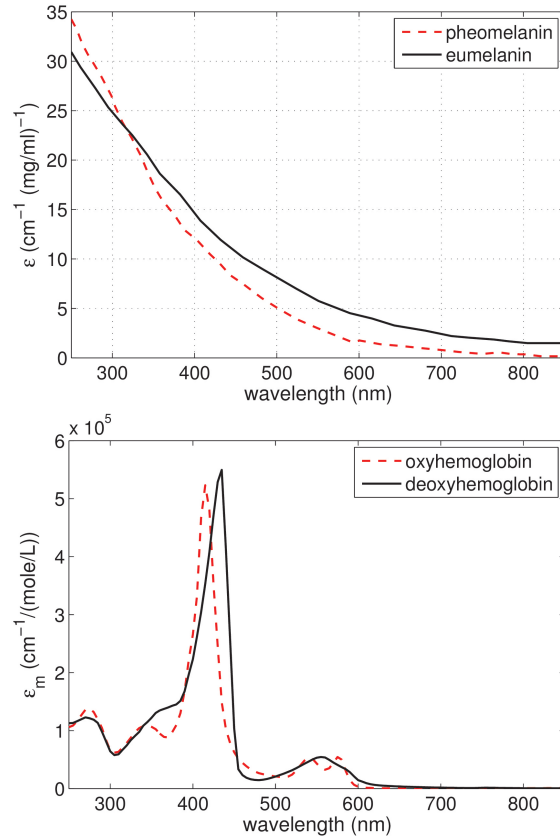 pheomelanin
eumelanin
35
30
25
20
15
10
5
0
ε (cm⁻¹ (mg/ml)⁻¹)
300 400 500 600 700 800
wavelength (nm)
x 10⁵
oxyhemoglobin
deoxyhemoglobin
6
5
4
3
2
1
0
εₘ (cm⁻¹/(mole/L))
300 400 500 600 700 800
wavelength (nm)